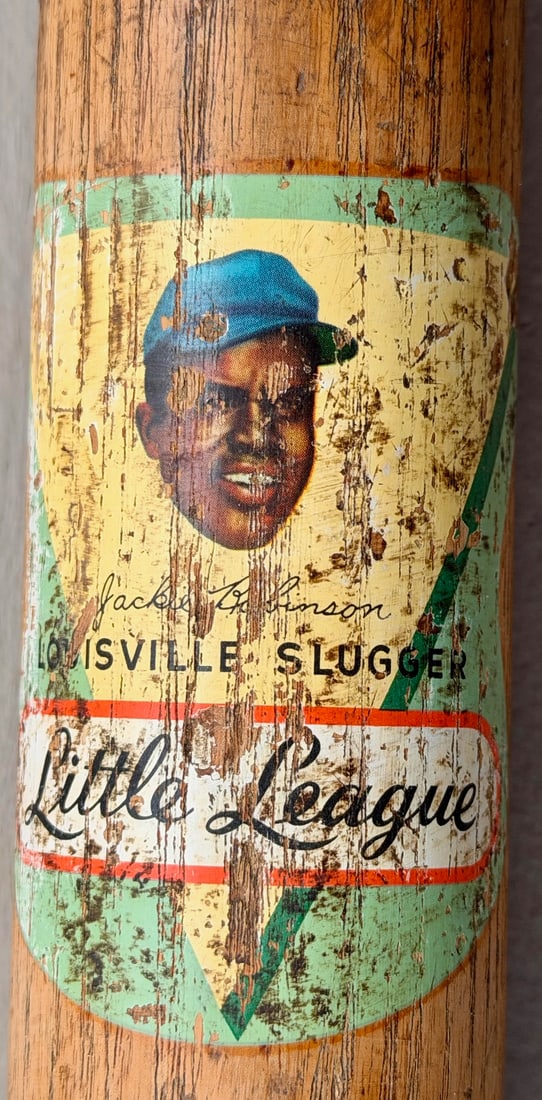 Jackie Robinson
LOUISVILLE SLUGGER
Little League